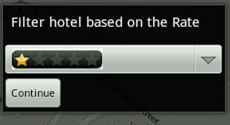 Filter hotel based on the Rate
Continue